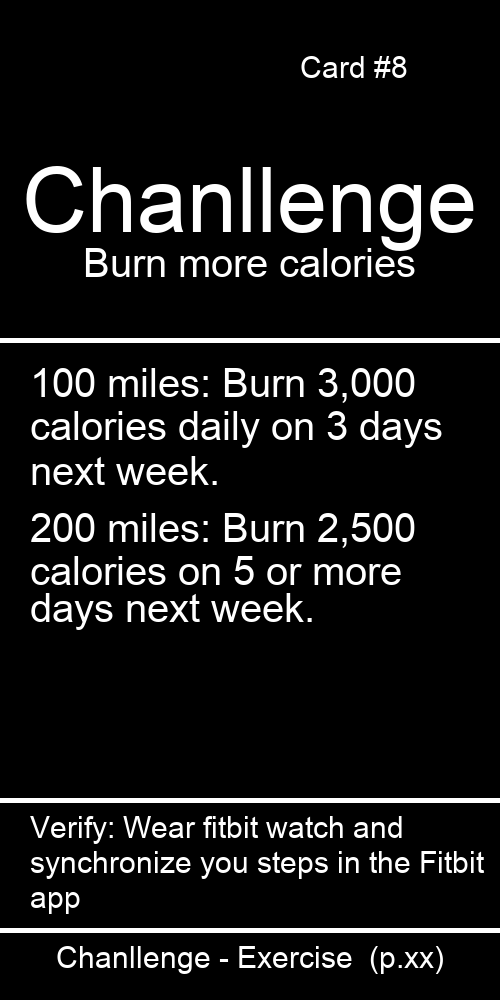 Card #8
Chanllenge
Burn more calories
100 miles: Burn 3,000
calories daily on 3 days
next week.
200 miles: Burn 2,500
calories on 5 or more
days next week.
Verify: Wear fitbit watch and
synchronize you steps in the Fitbit
app
Chanllenge - Exercise  (p.xx)